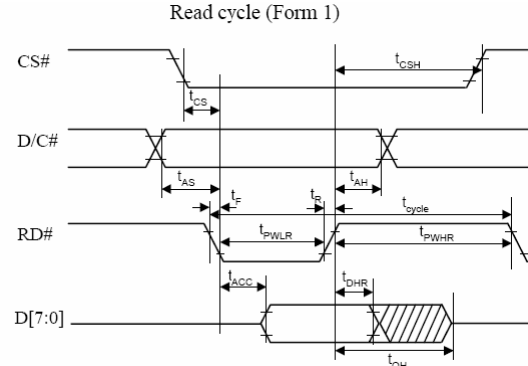 Read cycle (Form 1)
CS#
tCSH
tCS
D/C#
tAS
tF
tR
tAH
tcycle
RD#
tPWLR
tPWHR
tACC
tDHR
D[7:0]
tOH